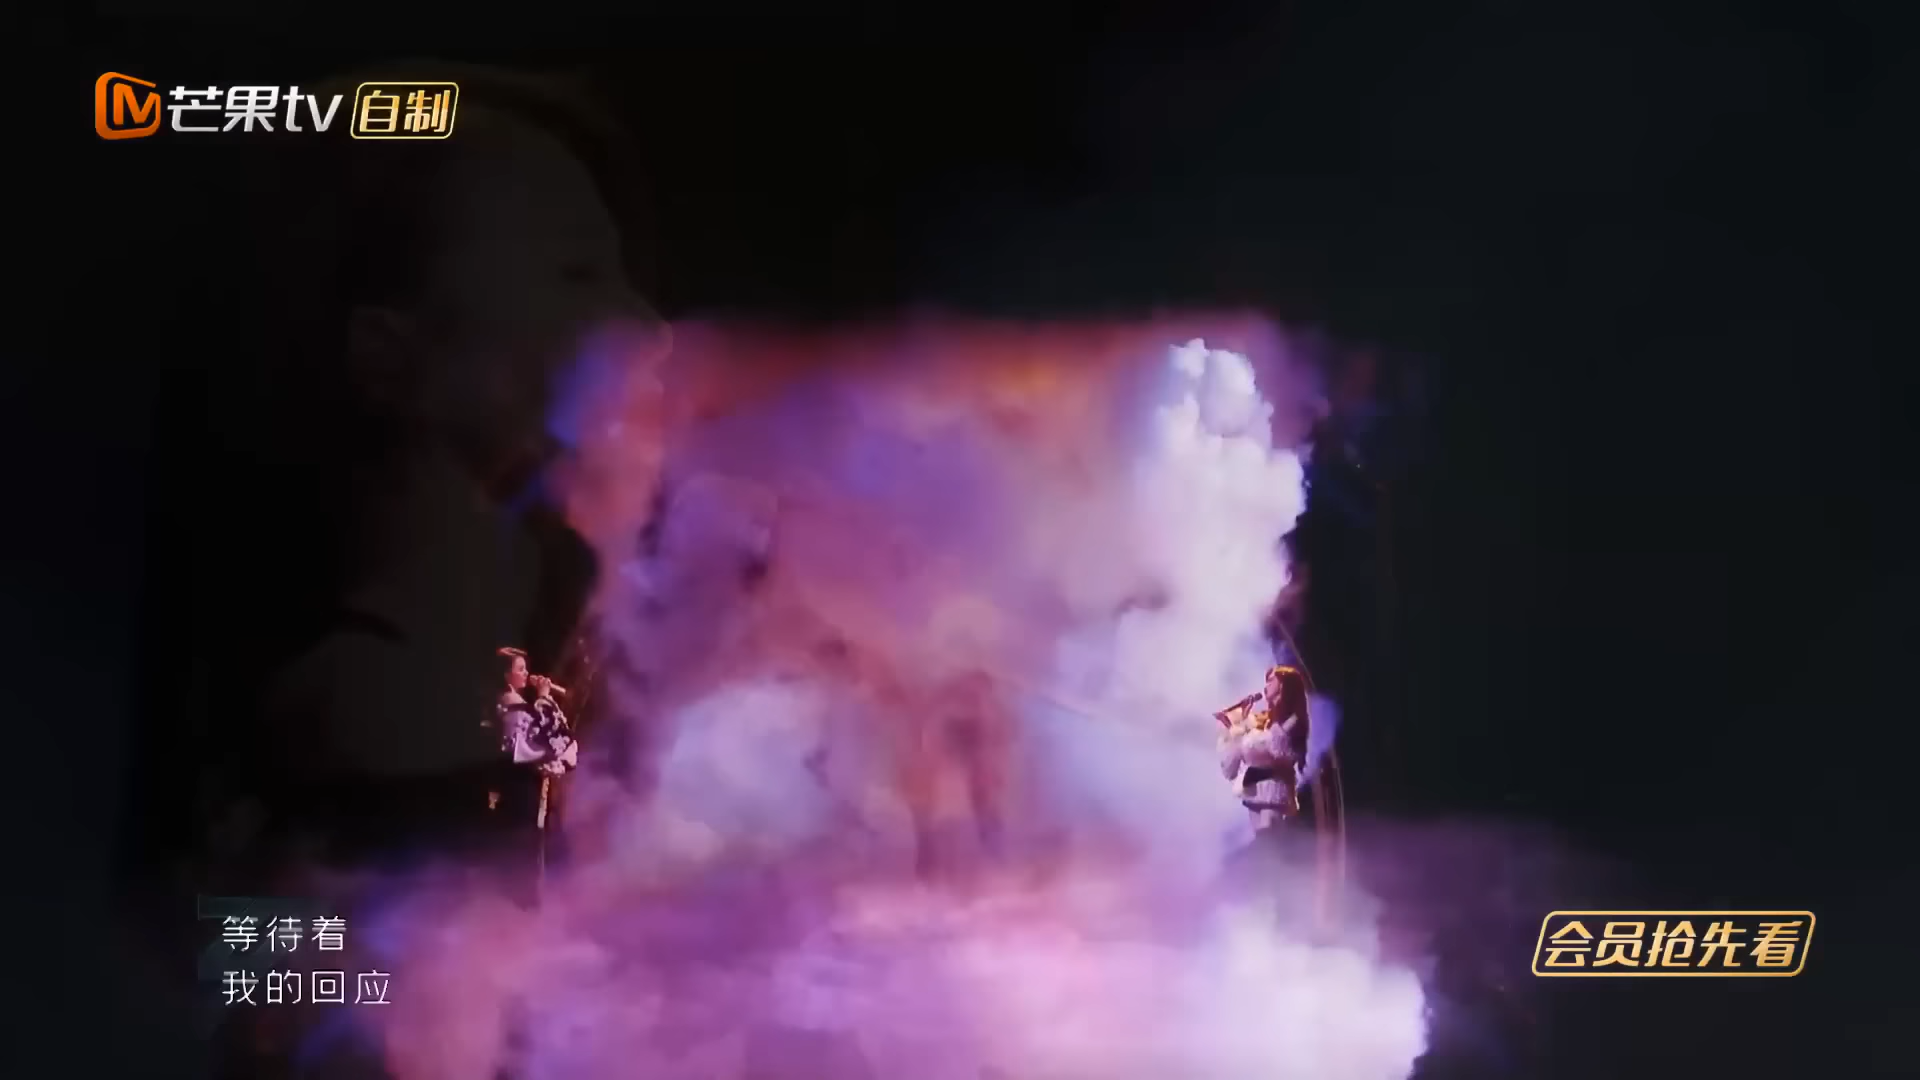 芒果tv 自制
等待着
我的回应
会员抢先看